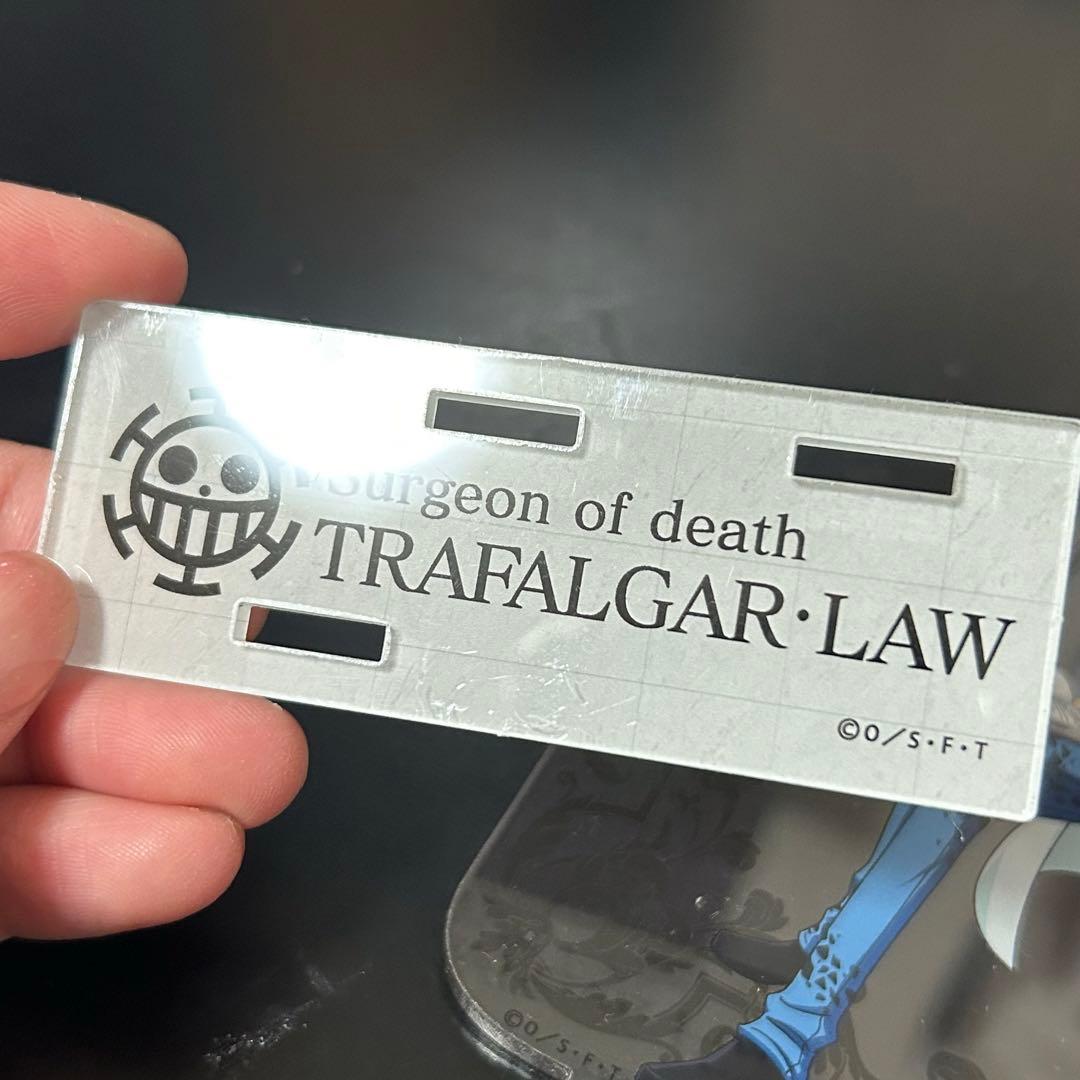 Surgeon of death
TRAFALGAR·LAW
©O/S・F・T
©O/S・F・T